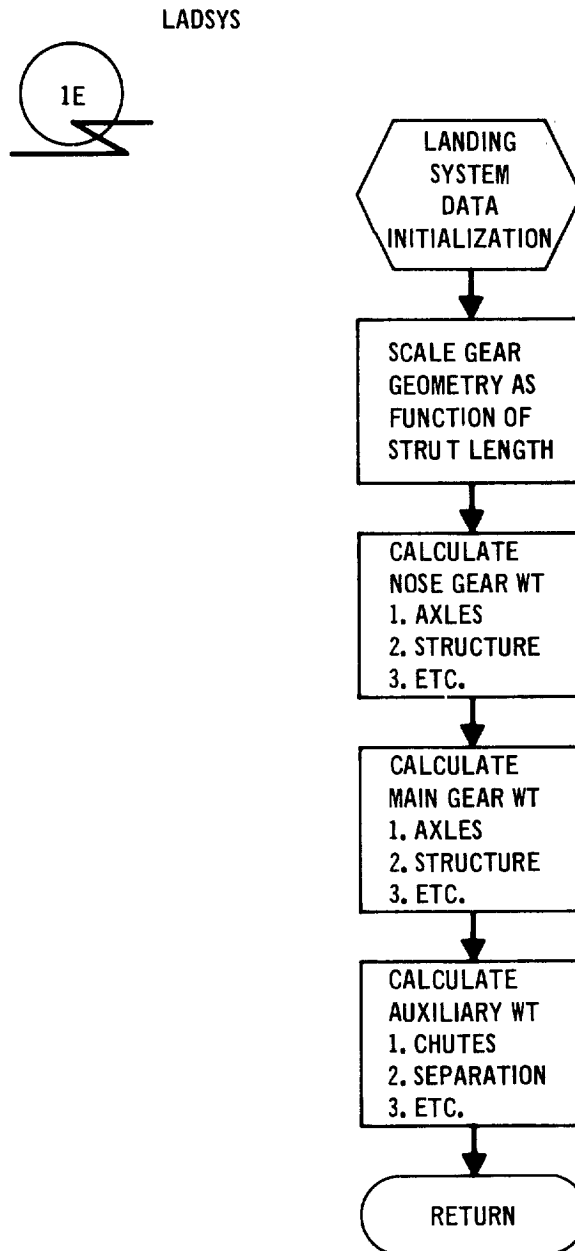 LADSYS
1E
LANDING
SYSTEM
DATA
INITIALIZATION
SCALE GEAR
GEOMETRY AS
FUNCTION OF
STRUT LENGTH
CALCULATE
NOSE GEAR WT
1. AXLES
2. STRUCTURE
3. ETC.
CALCULATE
MAIN GEAR WT
1. AXLES
2. STRUCTURE
3. ETC.
CALCULATE
AUXILIARY WT
1. CHUTES
2. SEPARATION
3. ETC.
RETURN